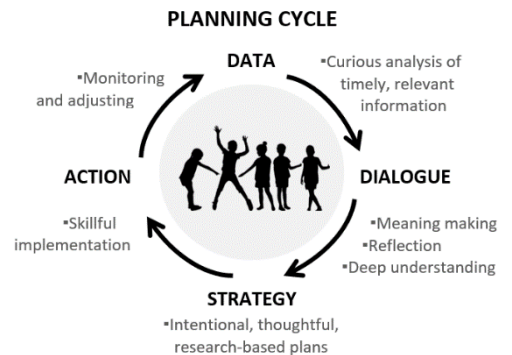 PLANNING CYCLE
DATA
▪Curious analysis of
timely, relevant
information
DIALOGUE
▪Meaning making
▪Reflection
▪Deep understanding
STRATEGY
▪Intentional, thoughtful,
research-based plans
ACTION
▪Skillful
implementation
▪Monitoring
and adjusting